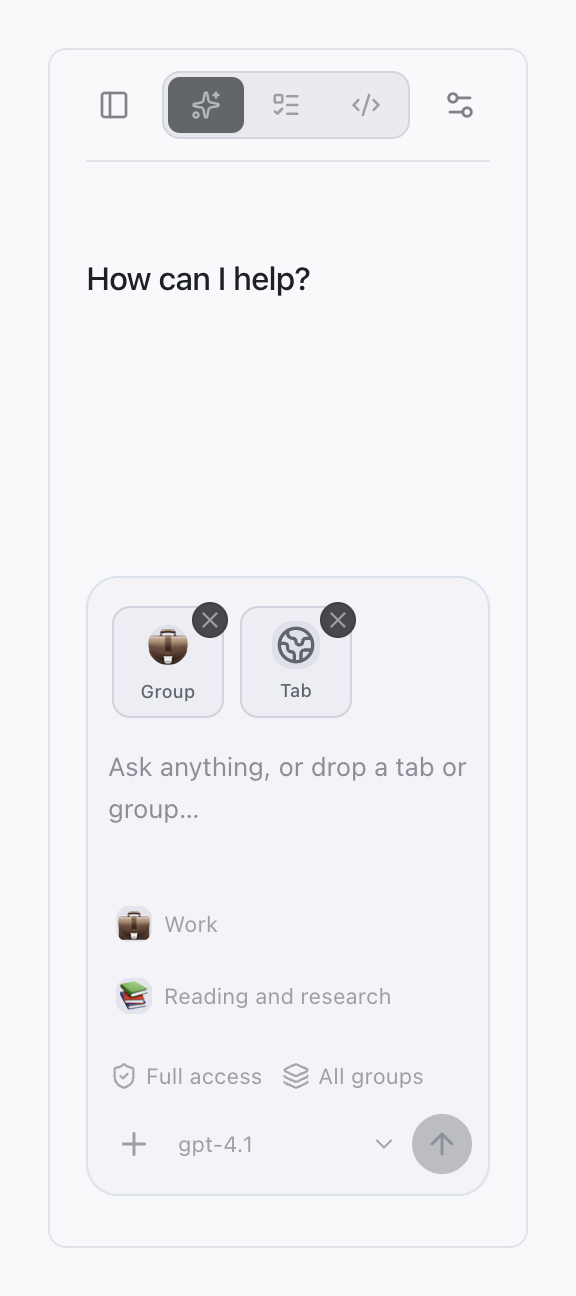 How can I help?
Group
Tab
Ask anything, or drop a tab or
group...
Work
Reading and research
Full access
All groups
gpt-4.1